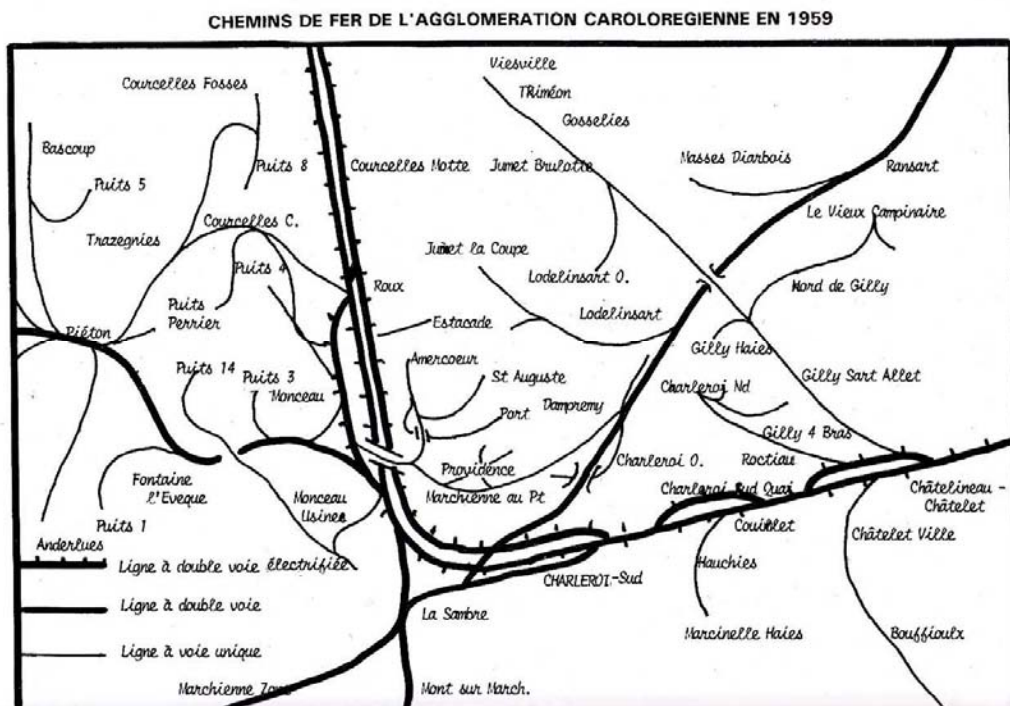 CHEMINS DE FER DE L'AGGLOMERATION CAROLOREGIENNE EN 1959
Viesville
Courcelles Fosses
TRiméon
Gosselies
Bascoup
Puits 5
Puits 8
Courcelles Motte
Jumet Brulotte
Masses Diarbois
Ransart
Le Vieux Campinaire
Trazegnies
Courcelles C.
Jumet la Coupe
Puits 4
Roux
Lodelinsart O.
Nord de Gilly
Puits
Perrier
Piéton
Estacade
Lodelinsart
Gilly Haies
Puits 14
Puits 3
Monceau
Amercoeur
St Auguste
Port
Dampremy
Charleroi Nd
Gilly Sart Allet
Gilly 4 Bras
Fontaine
l'Eveque
Providence
Marchienne au Pt
Charleroi O.
Roctiau
Charleroi Sud Quai
Châtelineau -
Châtelet
Puits 1
Monceau
Usines
Couillet
Châtelet Ville
Anderlues
Hauchies
Ligne à double voie électrifiée
CHARLEROI-Sud
Ligne à double voie
La Sambre
Marcinelle Haies
Bouffioulx
Ligne à voie unique
Marchienne Zone
Mont sur March.